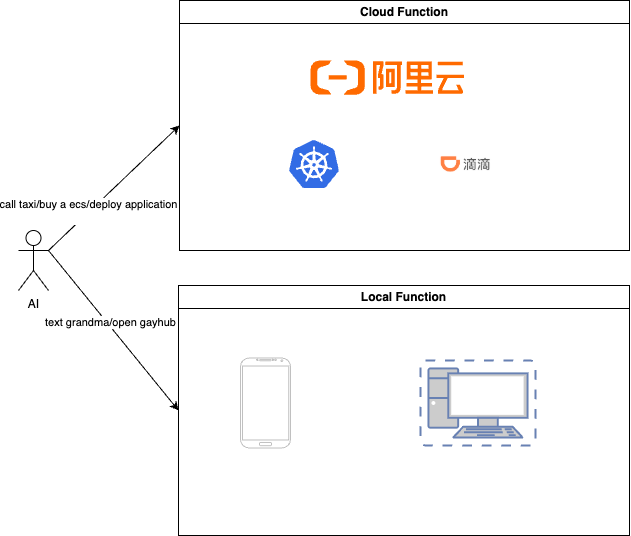 Cloud Function
阿里云
滴滴
call taxi/buy a ecs/deploy application
AI
Local Function
text grandma/open gayhub